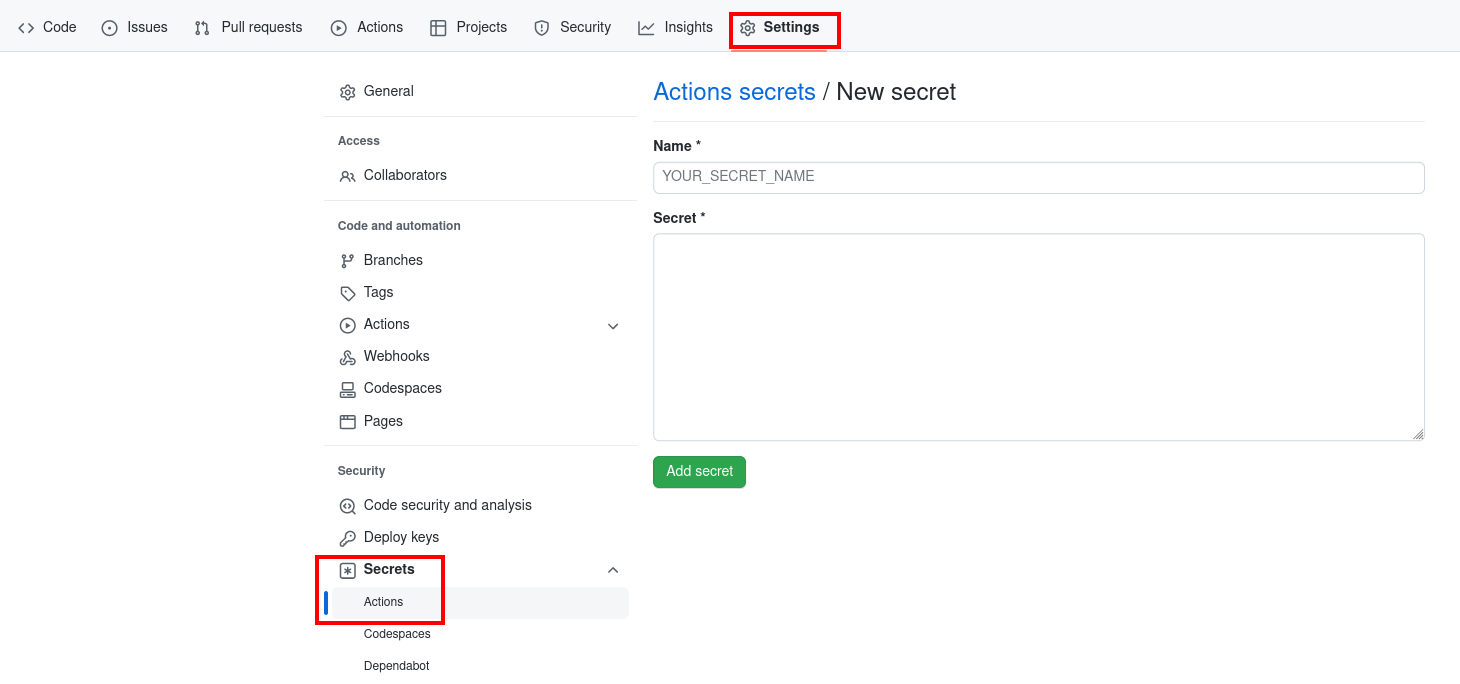 Code Issues Pull requests Actions Projects Security Insights Settings
General
Access
Collaborators
Code and automation
Branches
Tags
Actions
Webhooks
Codespaces
Pages
Security
Code security and analysis
Deploy keys
Secrets
Actions
Codespaces
Dependabot
Actions secrets / New secret
Name *
YOUR_SECRET_NAME
Secret *
Add secret